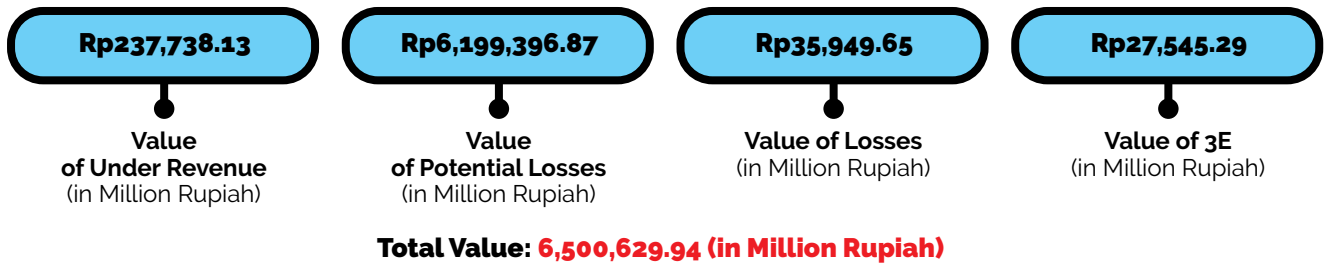 Rp237,738.13
Rp6,199,396.87
Rp35,949.65
Rp27,545.29
Value
of Under Revenue
(in Million Rupiah)
Value
of Potential Losses
(in Million Rupiah)
Value of Losses
(in Million Rupiah)
Value of 3E
(in Million Rupiah)
Total Value: 6,500,629.94 (in Million Rupiah)